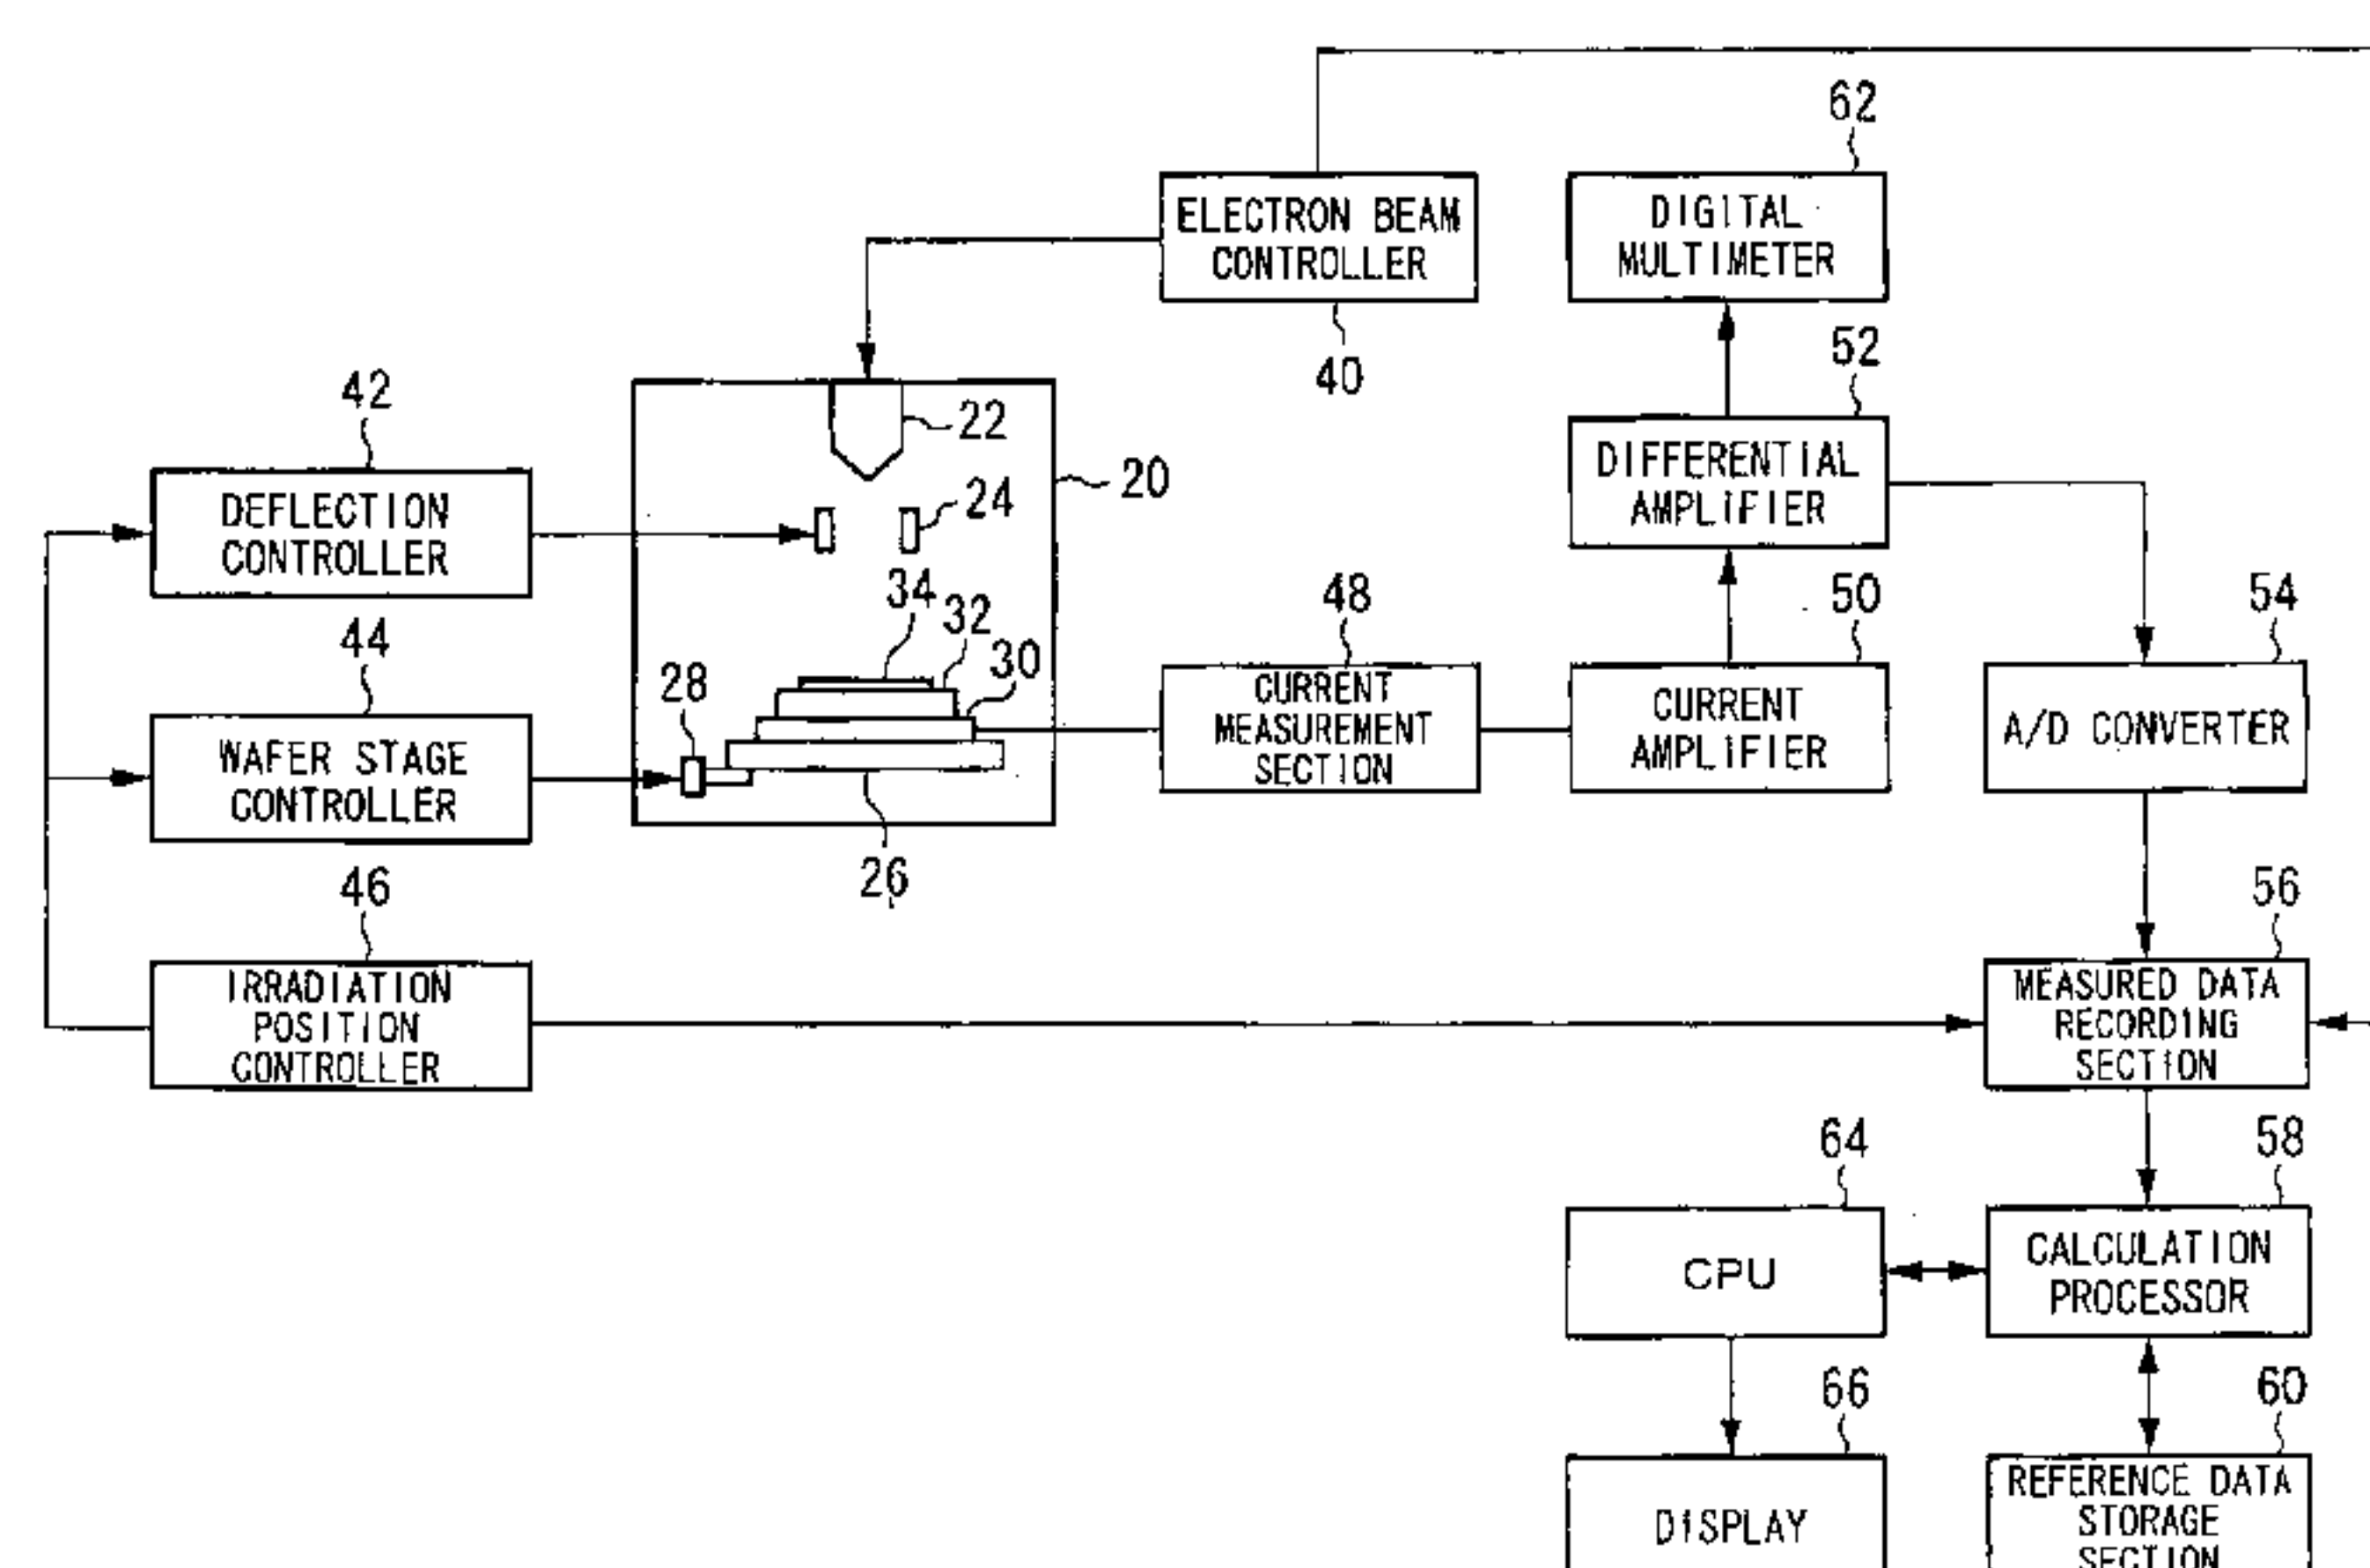 62
ELECTRON BEAM
CONTROLLER
40
DIGITAL
MULTIMETER
52
42
22
20
24
DEFLECTION
CONTROLLER
DIFFERENTIAL
AMPLIFIER
34
32
30
28
48
50
54
44
WAFER STAGE
CONTROLLER
CURRENT
MEASUREMENT
SECTION
CURRENT
AMPLIFIER
A/D CONVERTER
26
46
56
IRRADIATION
POSITION
CONTROLLER
MEASURED DATA
RECORDING
SECTION
64
58
CPU
CALCULATION
PROCESSOR
66
60
DISPLAY
REFERENCE DATA
STORAGE
SECTION